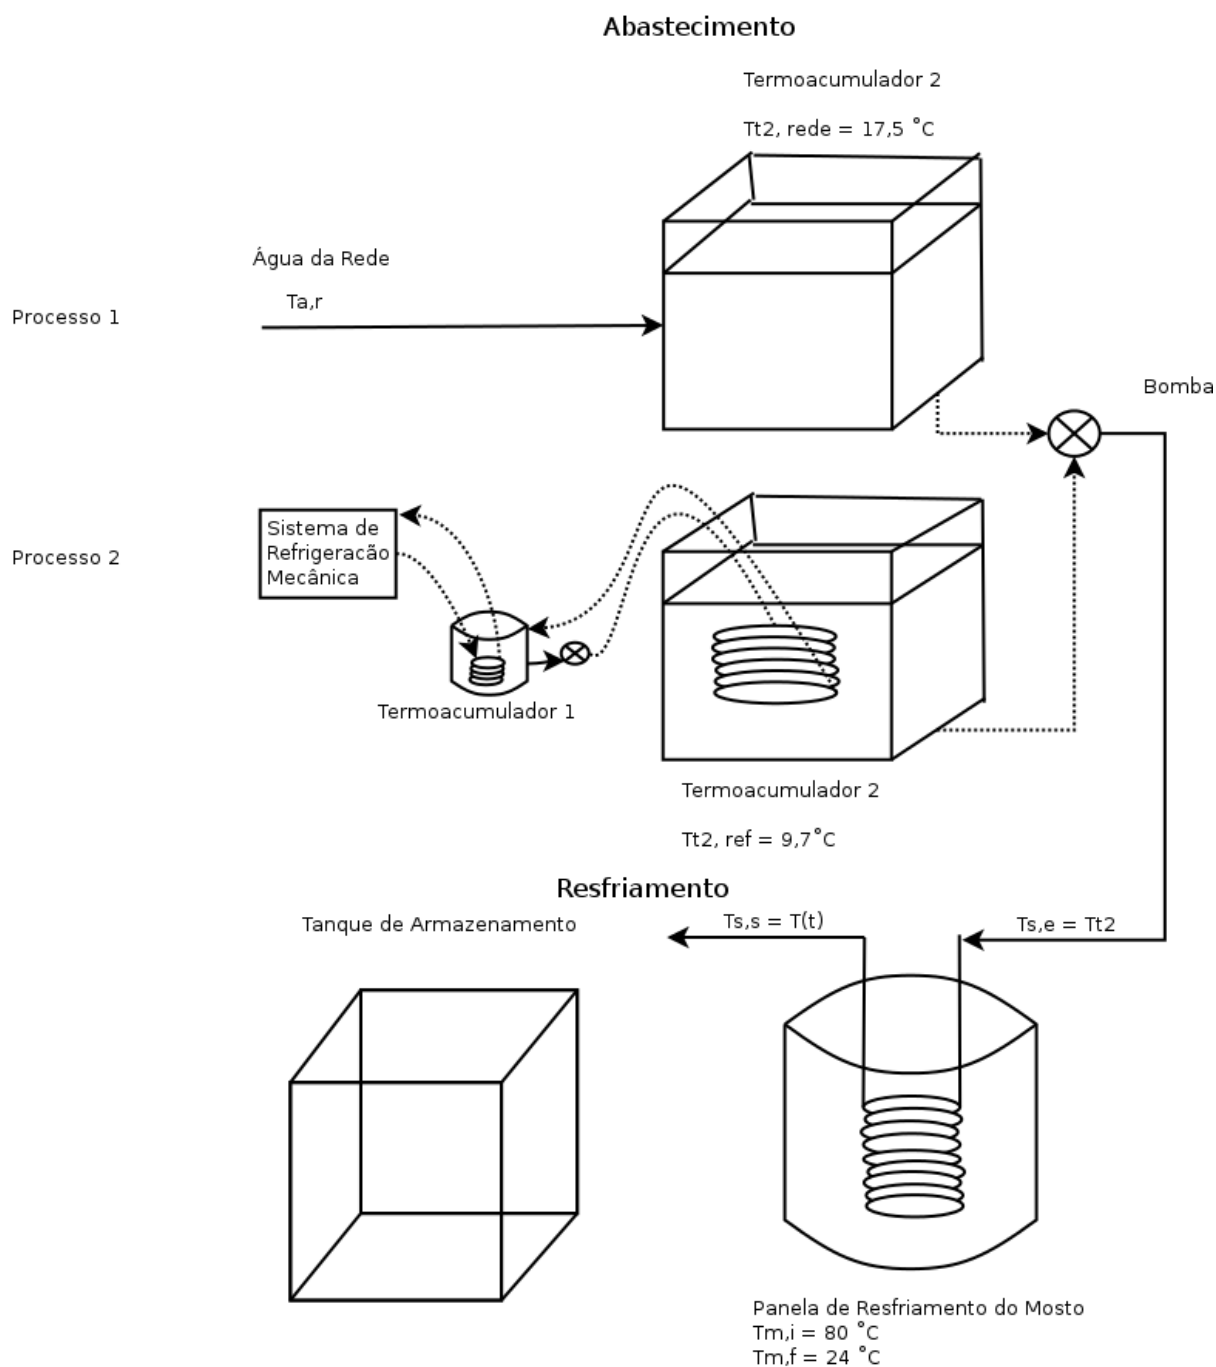 Abastecimento
Termoacumulador 2
Tt2, rede = 17,5 ˚C
Água da Rede
Ta,r
Processo 1
Bomba
Processo 2
Sistema de
Refrigeracão
Mecânica
Termoacumulador 1
Termoacumulador 2
Tt2, ref = 9,7˚C
Resfriamento
Tanque de Armazenamento
Ts,s = T(t)
Ts,e = Tt2
Panela de Resfriamento do Mosto
Tm,i = 80 ˚C
Tm,f = 24 ˚C